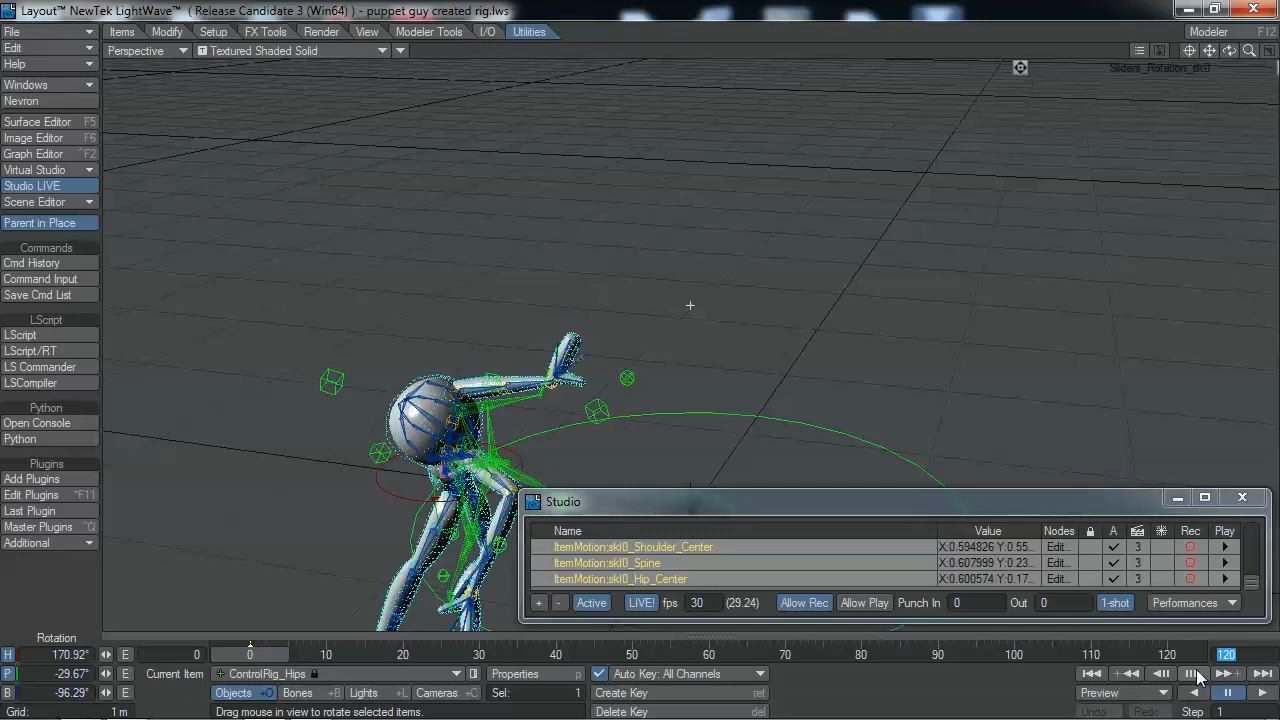 Layout™ NewTek LightWave™ ( Release Candidate 3 (Win64) ) - puppet guy created rig.lws
File
Items
Modify
Setup
FX Tools
Render
View
Modeler Tools
I/O
Utilities
Modeler
F12
Edit
Perspective
Textured Shaded Solid
Help
Sliders_Rotation_skl0
Windows
Nevron
Surface Editor F5
Image Editor F6
Graph Editor ^F2
Virtual Studio
Studio LIVE
Scene Editor
Parent in Place
Commands
Cmd History
Command Input
Save Cmd List
LScript
LScript
LScript/RT
LS Commander
LSCompiler
Python
Open Console
Python
Plugins
Add Plugins
Edit Plugins ^F11
Last Plugin
Master Plugins ^Q
Additional
Studio
Name Value Nodes A Rec Play
ItemMotion:skl0_Shoulder_Center X:0.594826 Y:0.55... Edit... 3
ItemMotion:skl0_Spine X:0.607999 Y:0.23... Edit... 3
ItemMotion:skl0_Hip_Center X:0.600574 Y:0.17... Edit... 3
+ - Active LIVE! fps 30 (29.24) Allow Rec Allow Play Punch In 0 Out 0 1-shot Performances
Rotation
H 170.92° E 0 0 10 20 30 40 50 60 70 80 90 100 110 120 120
P -29.67° E Current Item ControlRig_Hips Properties p Auto Key: All Channels
B -96.29° E Objects +O Bones +B Lights +L Cameras +C Sel: 1 Create Key ret Preview
Grid: 1 m Drag mouse in view to rotate selected items. Delete Key del Undo Redo Step 1